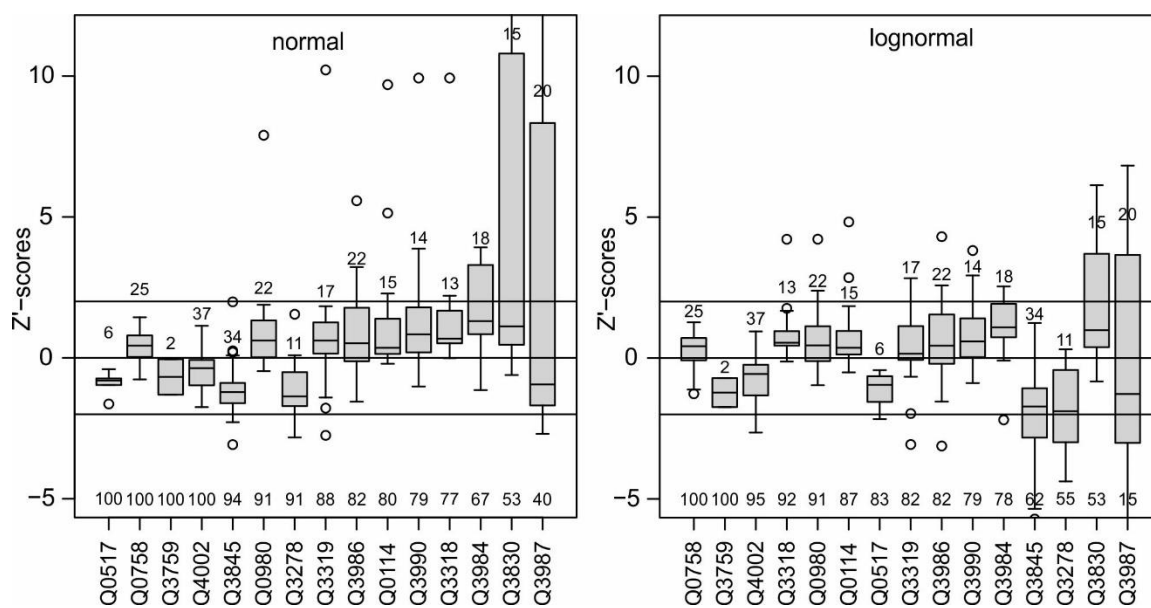 normal
lognormal
Z'-scores
10
5
0
−5
6
25
2
37
34
22
11
17
22
15
14
13
18
15
20
100
100
100
100
94
91
91
88
82
80
79
77
67
53
40
Q0517
Q0758
Q3759
Q4002
Q3845
Q0980
Q3278
Q3319
Q3986
Q0114
Q3990
Q3318
Q3984
Q3830
Q3987
Z'-scores
10
5
0
−5
25
2
37
13
22
15
6
17
22
14
18
34
11
15
20
100
100
95
92
91
87
83
82
82
79
78
62
55
53
15
Q0758
Q3759
Q4002
Q3318
Q0980
Q0114
Q0517
Q3319
Q3986
Q3990
Q3984
Q3845
Q3278
Q3830
Q3987